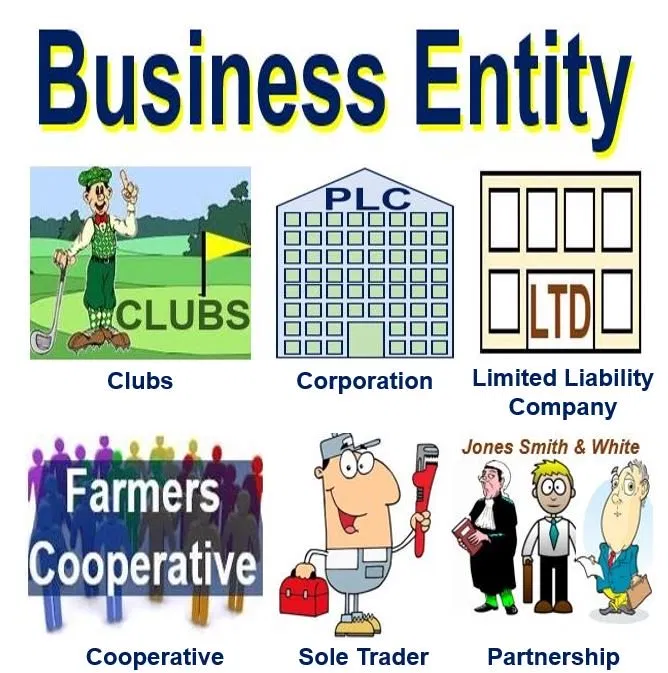 Business Entity
CLUBS
PLC
LTD
Clubs
Corporation
Limited Liability
Company
Farmers
Cooperative
Jones Smith & White
Cooperative
Sole Trader
Partnership